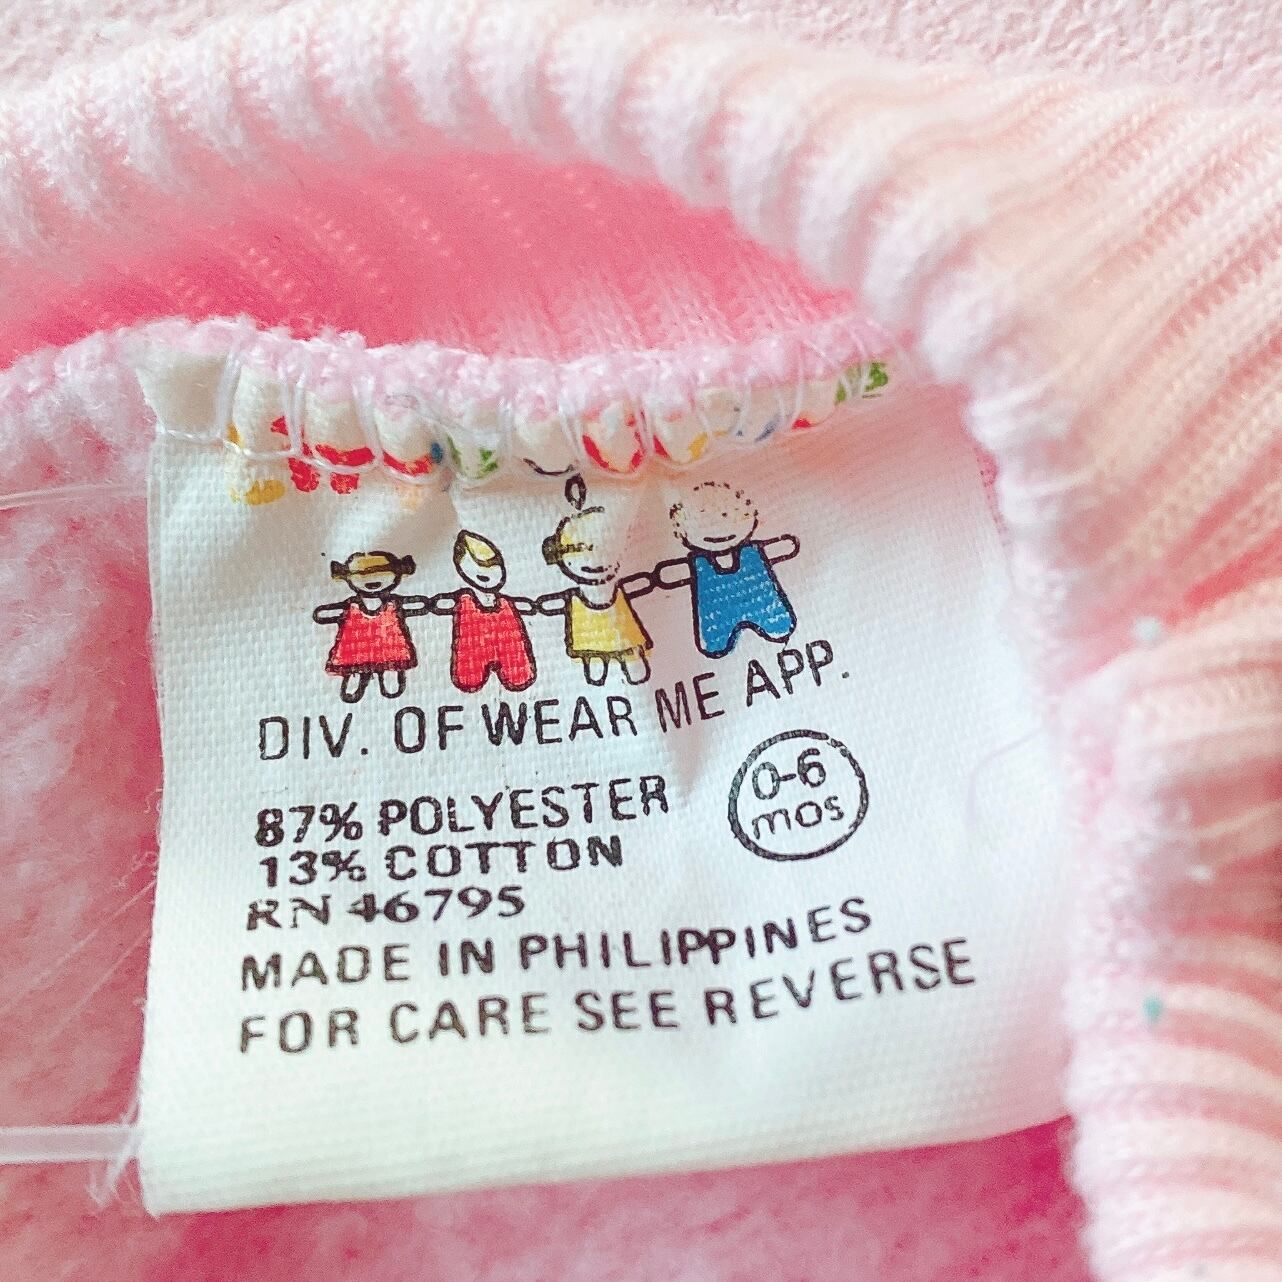 DIV. OF WEAR ME APP.
0-6
mos
87% POLYESTER
13% COTTON
RN 46795
MADE IN PHILIPPINES
FOR CARE SEE REVERSE